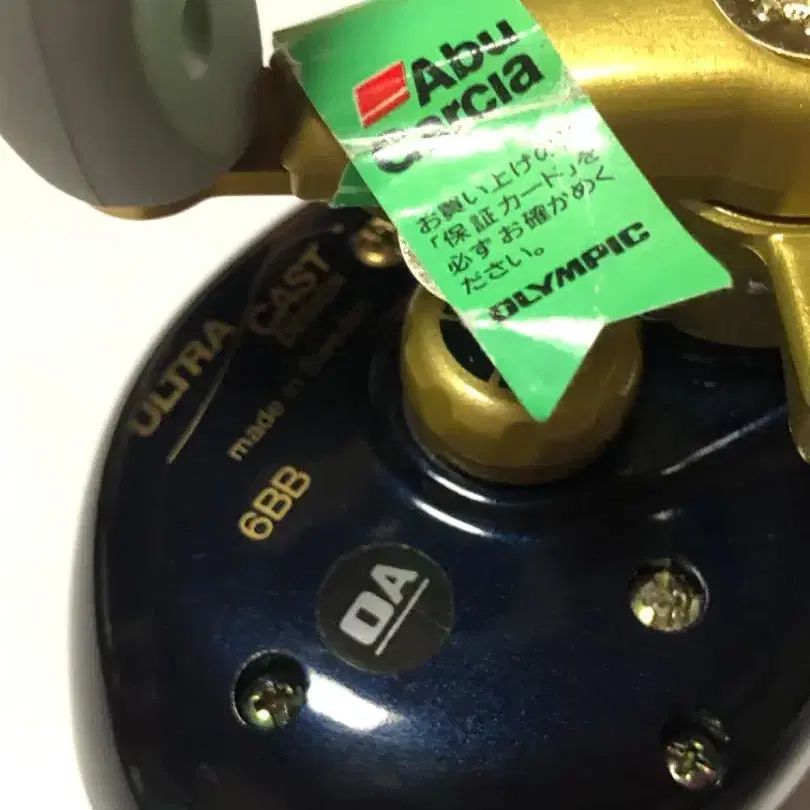 Abu
Garcia
お買い上げの
「保証カード」を
必ずお確かめく
ださい。
OLYMPIC
ULTRA CAST
made in Sweden
6BB
OA